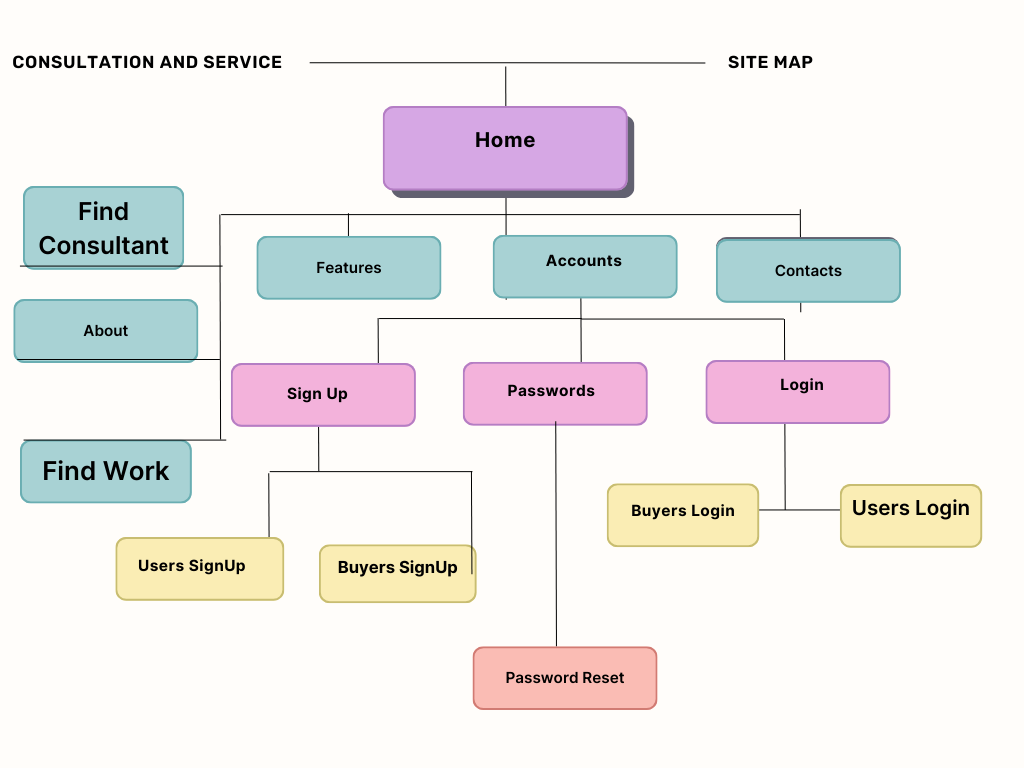 CONSULTATION AND SERVICE
SITE MAP
Home
Find
Consultant
Features
Accounts
Contacts
About
Sign Up
Passwords
Login
Find Work
Buyers Login
Users Login
Users SignUp
Buyers SignUp
Password Reset